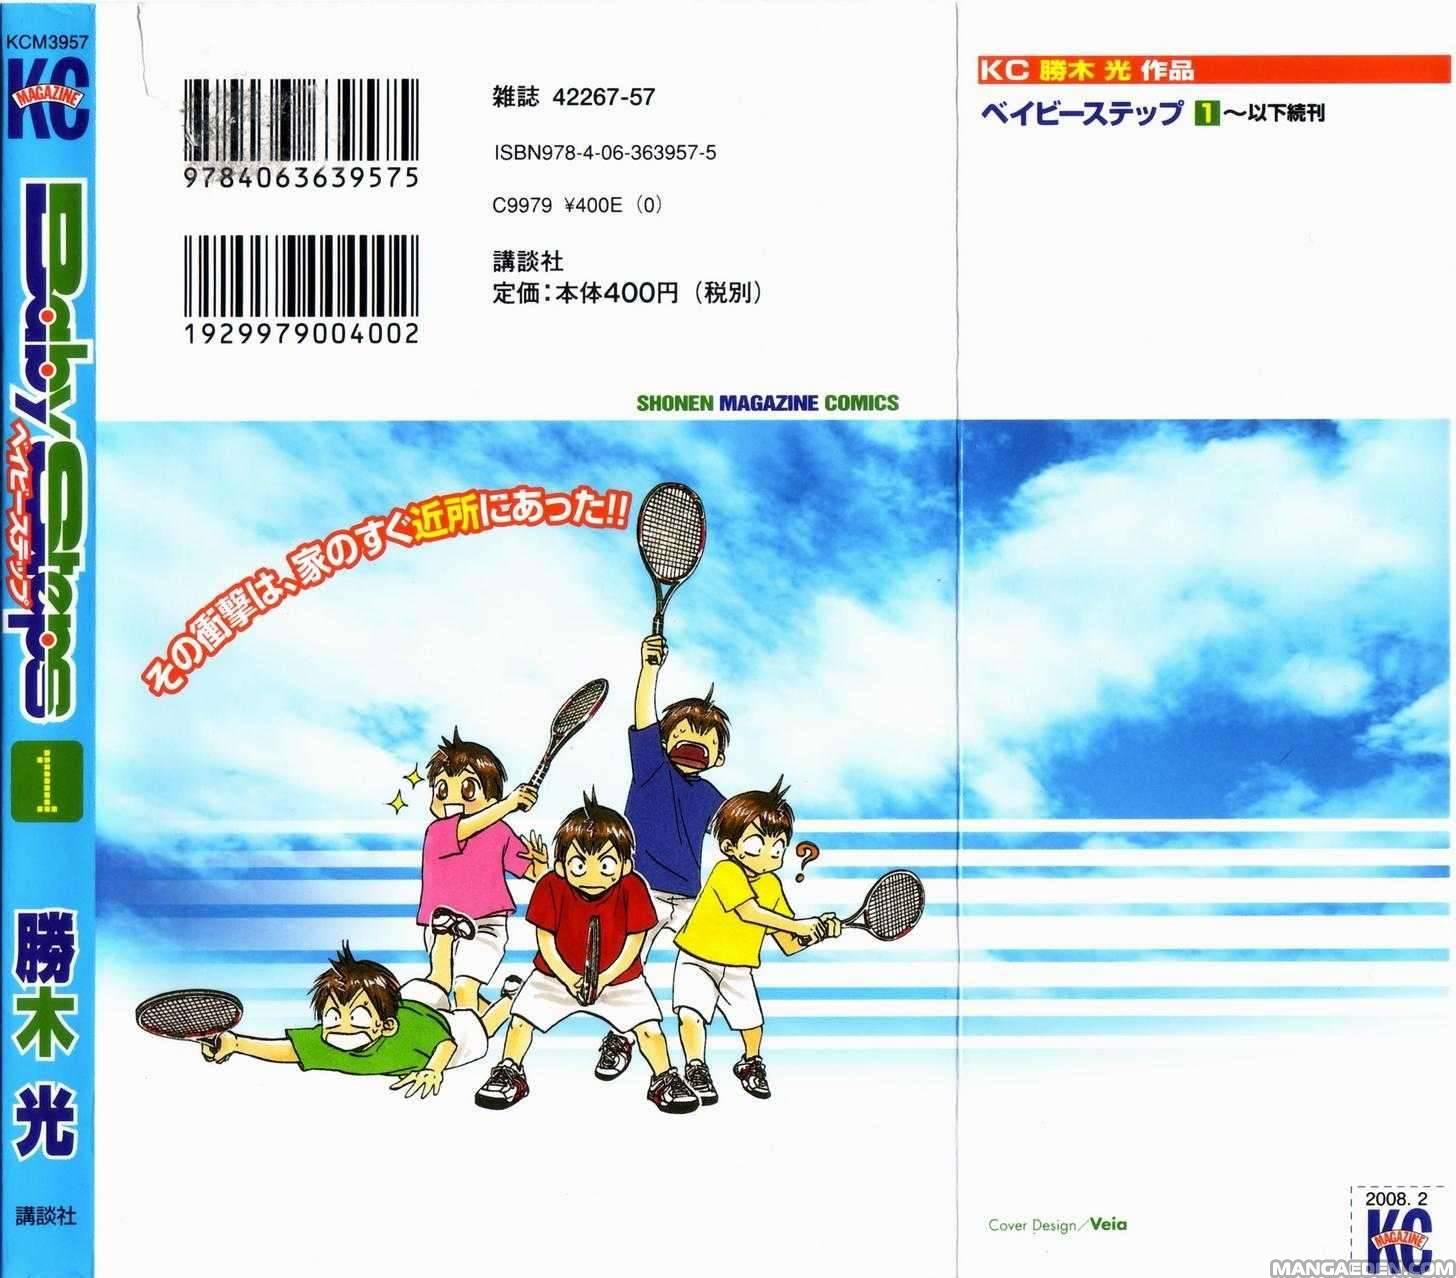 KCM3957
KC
MAGAZINE
Baby Steps
ベイビーステップ
1
勝木光
講談社
9784063639575
1929979004002
雑誌 42267-57
ISBN978-4-06-363957-5
C9979 ¥400E (0)
講談社
定価：本体400円（税別）
SHONEN MAGAZINE COMICS
その衝撃は、家のすぐ近所にあった!!
?
KC 勝木 光 作品
ベイビーステップ 1 〜以下続刊
Cover Design／Veia
2008. 2
KC
MAGAZINE
MANGAEDEN.COM